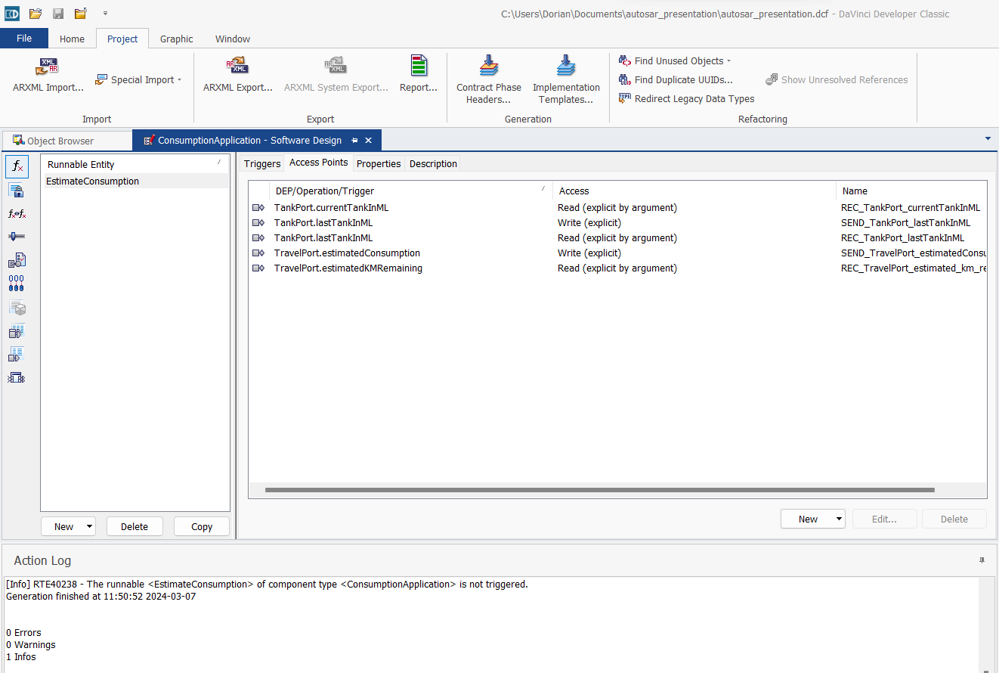 C:\Users\Dorian\Documents\autosar_presentation\autosar_presentation.dcf - DaVinci Developer Classic
File Home Project Graphic Window
ARXML Import...
Special Import
Import
ARXML Export...
ARXML System Export...
Report...
Export
Contract Phase Headers...
Implementation Templates...
Generation
Find Unused Objects
Find Duplicate UUIDs...
Redirect Legacy Data Types
Show Unresolved References
Refactoring
Object Browser
ConsumptionApplication - Software Design
Runnable Entity
EstimateConsumption
New Delete Copy
Triggers Access Points Properties Description
DEP/Operation/Trigger Access Name
TankPort.currentTankInML Read (explicit by argument) REC_TankPort_currentTankInML
TankPort.lastTankInML Write (explicit) SEND_TankPort_lastTankInML
TankPort.lastTankInML Read (explicit by argument) REC_TankPort_lastTankInML
TravelPort.estimatedConsumption Write (explicit) SEND_TravelPort_estimatedConsu
TravelPort.estimatedKMRemaining Read (explicit by argument) REC_TravelPort_estimated_km_re
New Edit... Delete
Action Log
[Info] RTE40238 - The runnable <EstimateConsumption> of component type <ConsumptionApplication> is not triggered.
Generation finished at 11:50:52 2024-03-07
0 Errors
0 Warnings
1 Infos